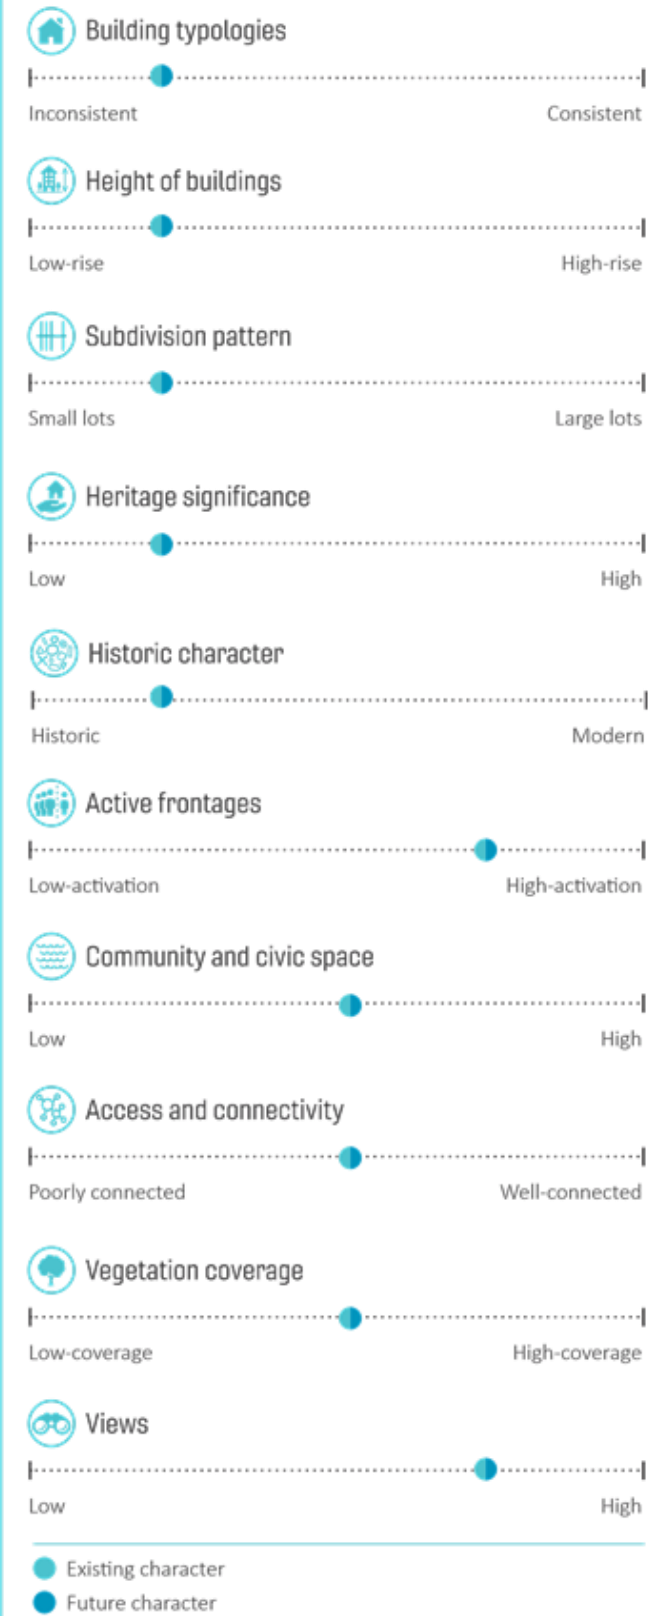 Building typologies
Inconsistent Consistent
Height of buildings
Low-rise High-rise
Subdivision pattern
Small lots Large lots
Heritage significance
Low High
Historic character
Historic Modern
Active frontages
Low-activation High-activation
Community and civic space
Low High
Access and connectivity
Poorly connected Well-connected
Vegetation coverage
Low-coverage High-coverage
Views
Low High
Existing character
Future character